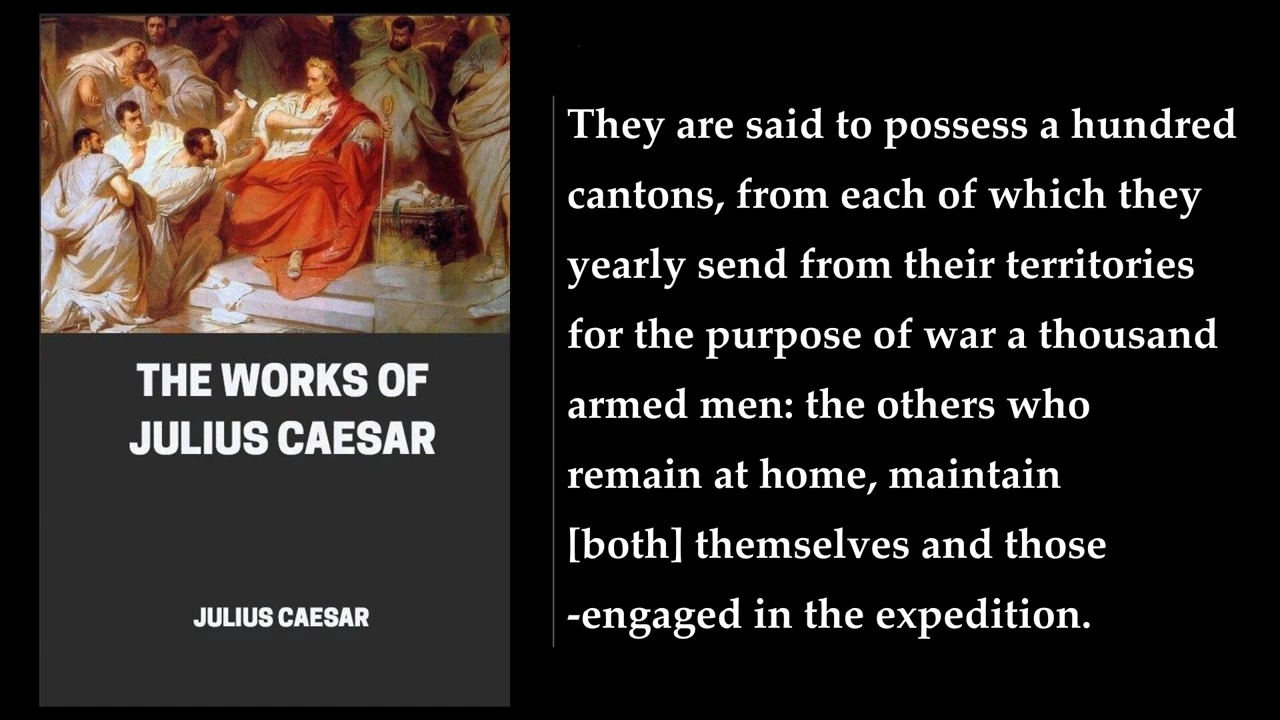 THE WORKS OF
JULIUS CAESAR
JULIUS CAESAR
They are said to possess a hundred
cantons, from each of which they
yearly send from their territories
for the purpose of war a thousand
armed men: the others who
remain at home, maintain
[both] themselves and those
-engaged in the expedition.